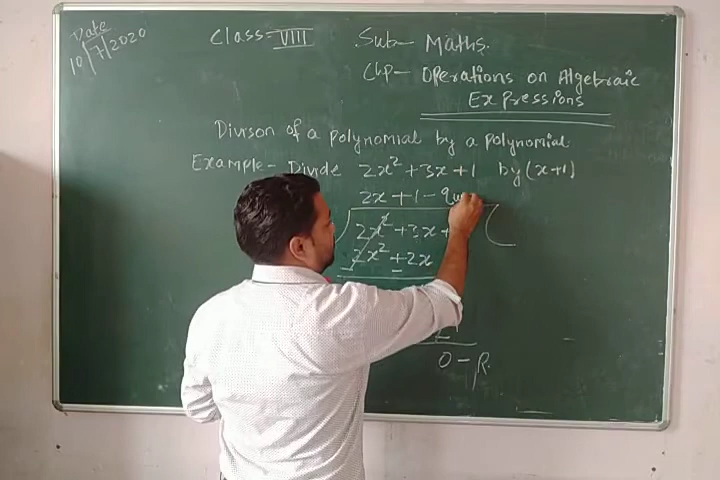 Date
10/7/2020
Class - VIII Sub - Maths.
Chp - Operations on Algebraic
Expressions
Divison of a polynomial by a polynomial.
Example - Divide 2x² + 3x + 1 by (x+1)
2x + 1 - Qu
2x² + 3x +
2x² + 2x
- -
0 - R.